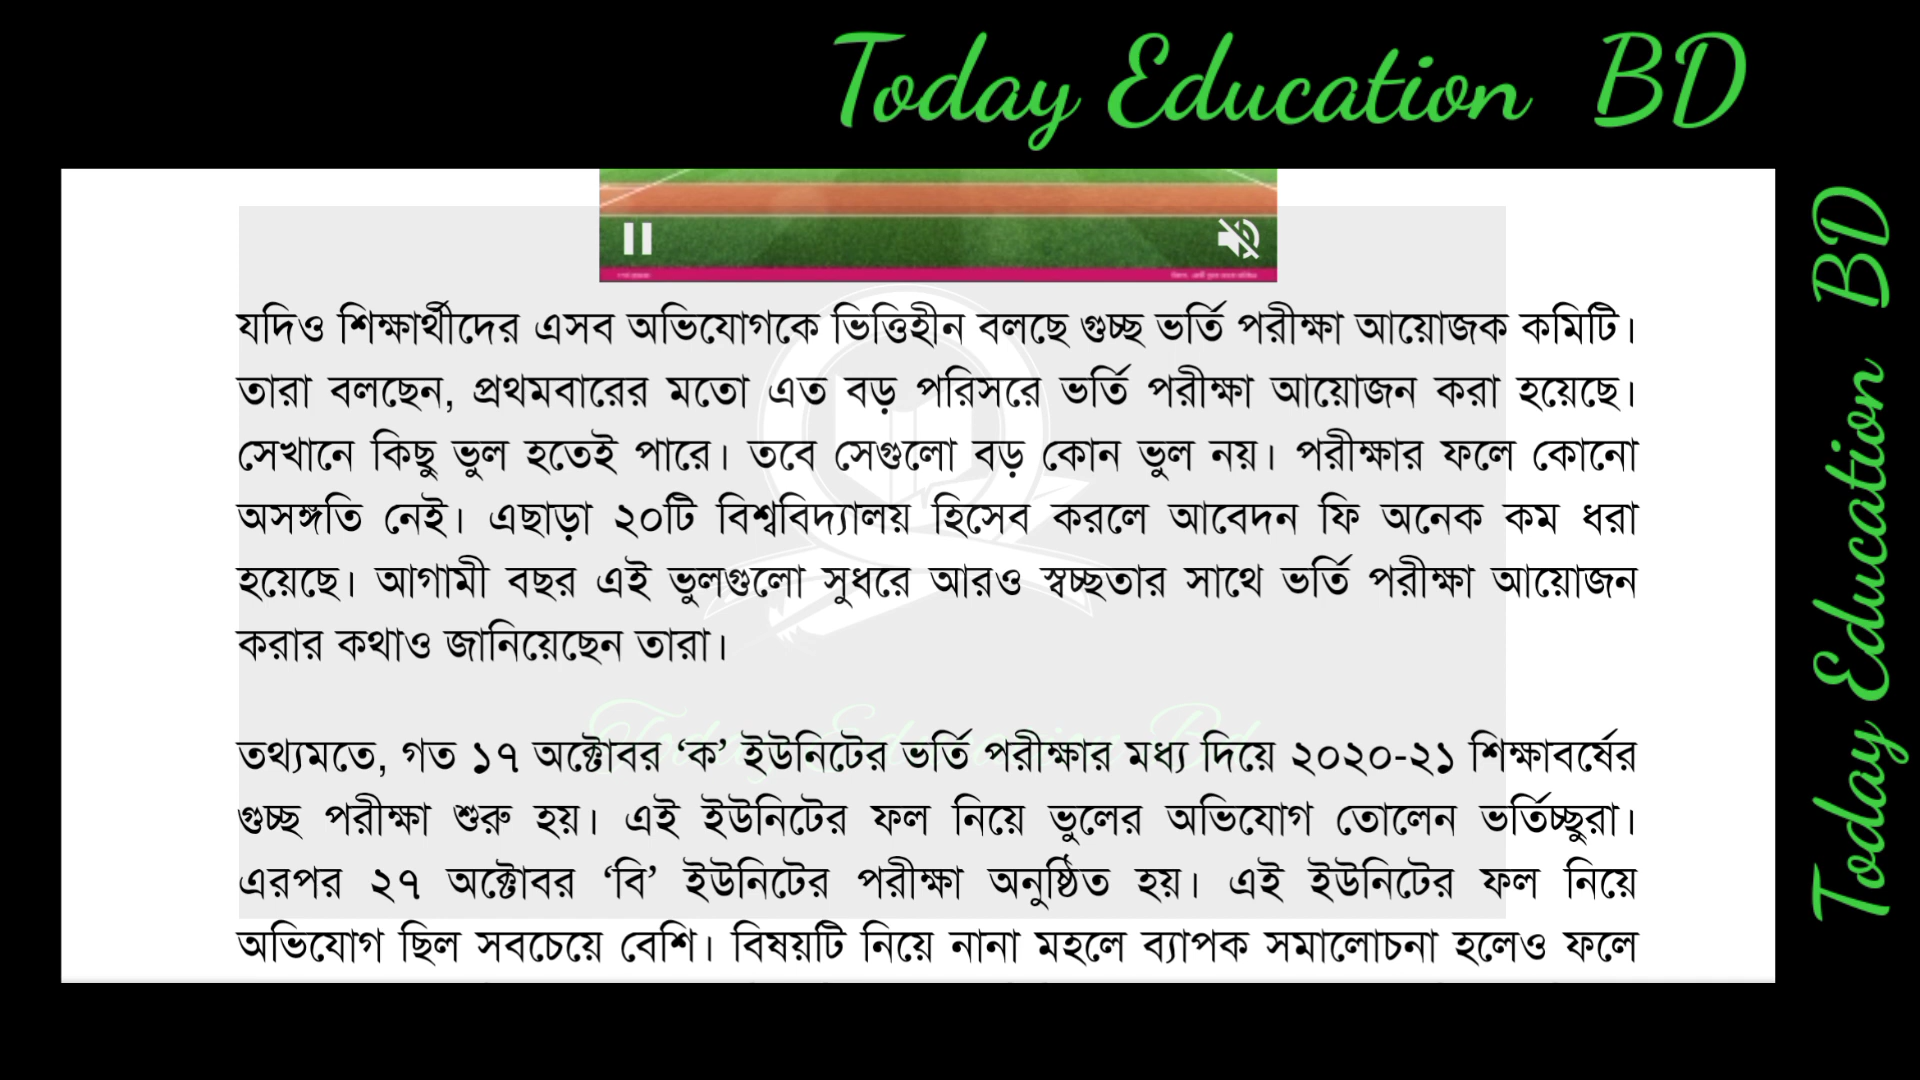 Today Education BD
যদিও শিক্ষার্থীদের এসব অভিযোগকে ভিত্তিহীন বলছে গুচ্ছ ভর্তি পরীক্ষা আয়োজক কমিটি।
তারা বলছেন, প্রথমবারের মতো এত বড় পরিসরে ভর্তি পরীক্ষা আয়োজন করা হয়েছে।
সেখানে কিছু ভুল হতেই পারে। তবে সেগুলো বড় কোন ভুল নয়। পরীক্ষার ফলে কোনো
অসঙ্গতি নেই। এছাড়া ২০টি বিশ্ববিদ্যালয় হিসেব করলে আবেদন ফি অনেক কম ধরা
হয়েছে। আগামী বছর এই ভুলগুলো সুধরে আরও স্বচ্ছতার সাথে ভর্তি পরীক্ষা আয়োজন
করার কথাও জানিয়েছেন তারা।
Today Education Bd
তথ্যমতে, গত ১৭ অক্টোবর ‘ক’ ইউনিটের ভর্তি পরীক্ষার মধ্য দিয়ে ২০২০-২১ শিক্ষাবর্ষের
গুচ্ছ পরীক্ষা শুরু হয়। এই ইউনিটের ফল নিয়ে ভুলের অভিযোগ তোলেন ভর্তিচ্ছুরা।
এরপর ২৭ অক্টোবর ‘বি’ ইউনিটের পরীক্ষা অনুষ্ঠিত হয়। এই ইউনিটের ফল নিয়ে
অভিযোগ ছিল সবচেয়ে বেশি। বিষয়টি নিয়ে নানা মহলে ব্যাপক সমালোচনা হলেও ফলে
Today Education BD